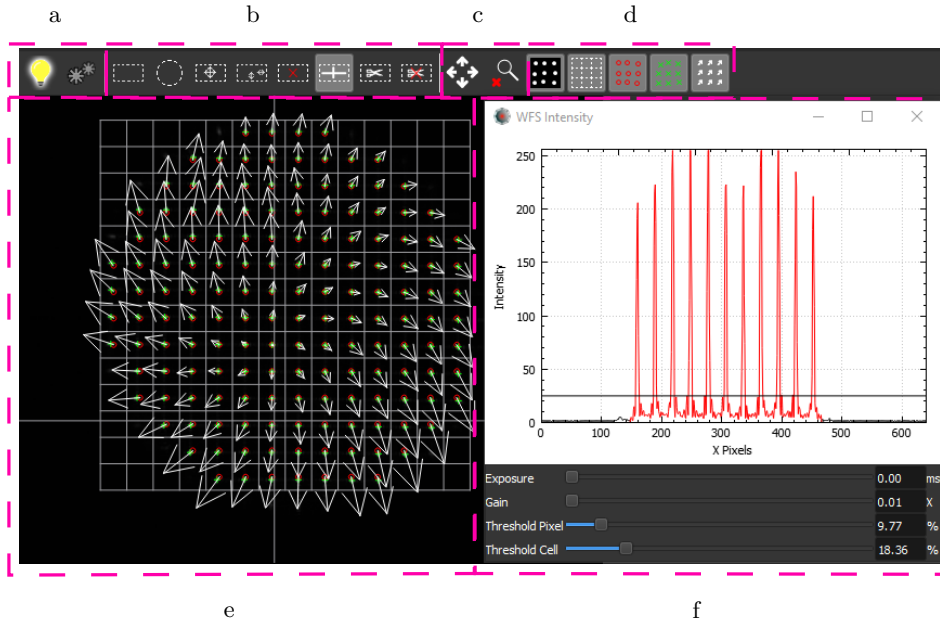 a b c d
WFS Intensity
250
200
150
100
50
0
Intensity
0 100 200 300 400 500 600
X Pixels
Exposure 0.00 ms
Gain 0.01 X
Threshold Pixel 9.77 %
Threshold Cell 18.36 %
e f